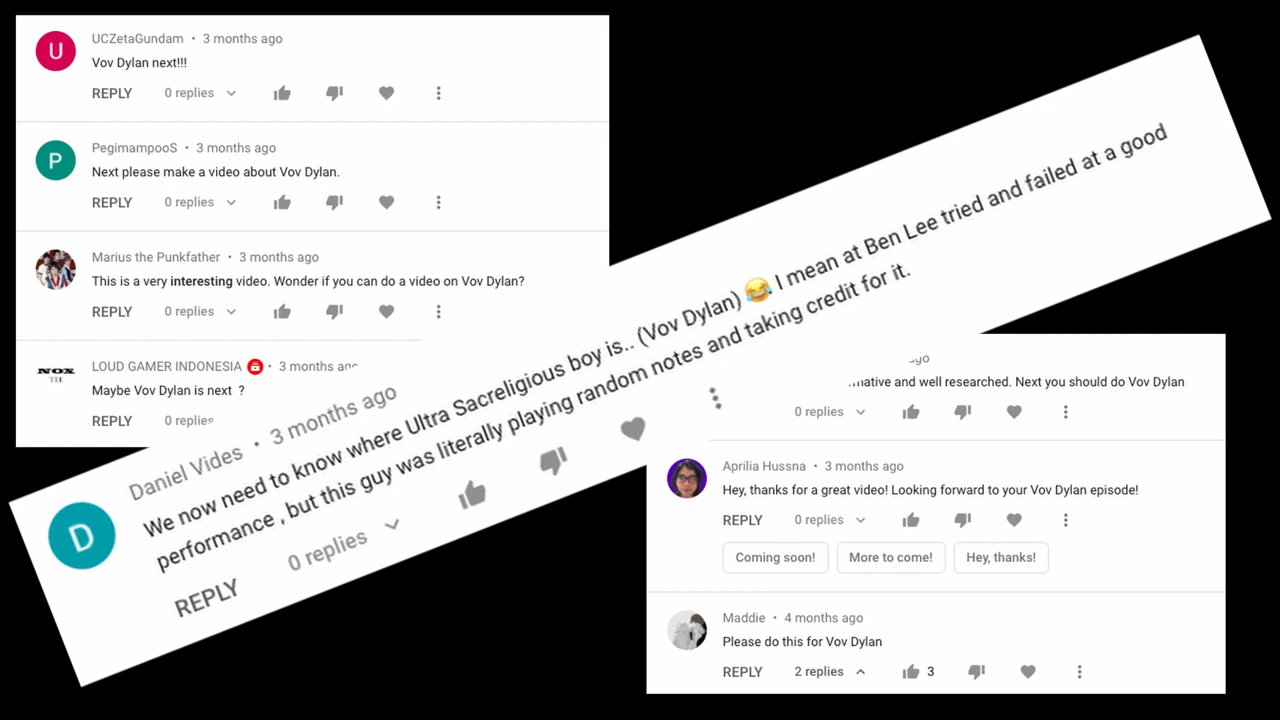 U
UCZetaGundam • 3 months ago
Vov Dylan next!!!
REPLY 0 replies
P
PegimampooS • 3 months ago
Next please make a video about Vov Dylan.
REPLY 0 replies
Marius the Punkfather • 3 months ago
This is a very interesting video. Wonder if you can do a video on Vov Dylan?
REPLY 0 replies
NOX
TEE
LOUD GAMER INDONESIA • 3 months ago
Maybe Vov Dylan is next ?
REPLY 0 replies
D
Daniel Vides • 3 months ago
We now need to know where Ultra Sacreligious boy is.. (Vov Dylan) 😂 I mean at Ben Lee tried and failed at a good
performance , but this guy was literally playing random notes and taking credit for it.
REPLY 0 replies
ago
and well researched. Next you should do Vov Dylan
0 replies
Aprilia Hussna • 3 months ago
Hey, thanks for a great video! Looking forward to your Vov Dylan episode!
REPLY 0 replies
Coming soon! More to come! Hey, thanks!
Maddie • 4 months ago
Please do this for Vov Dylan
REPLY 2 replies 3